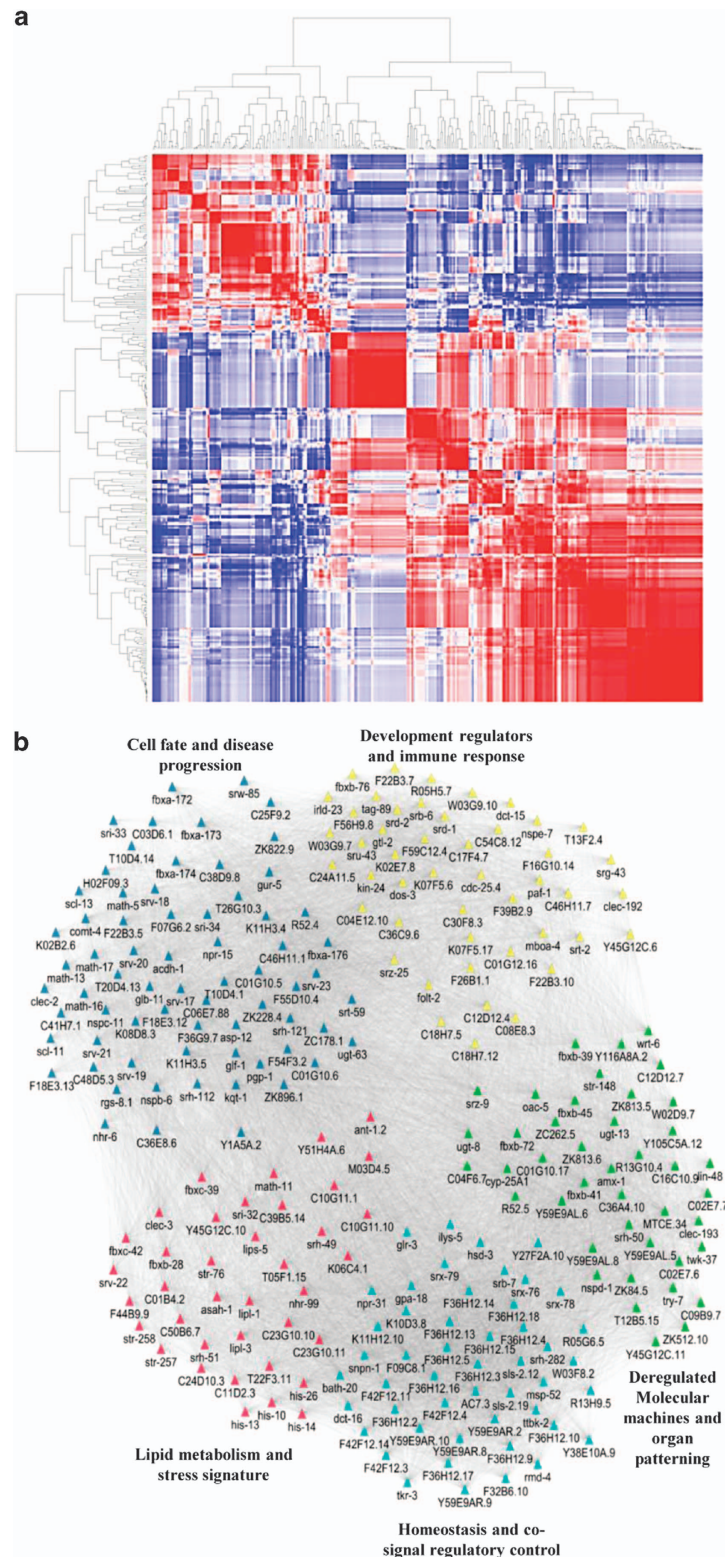 a
b
Cell fate and disease
progression
Development regulators
and immune response
fbxa-172
srw-85
C25F9.2
sri-33
C03D6.1
fbxa-173
ZK822.9
T10D4.14
fbxa-174
C38D9.8
gur-5
H02F09.3
scl-13
math-5
srv-18
T26G10.3
comt-4
F22B3.5
F07G6.2
sri-34
K11H3.4
R52.4
K02B2.6
fbxa-176
math-17
srv-20
acdh-1
npr-15
C46H11.1
math-13
T20D4.13
C01G10.5
srv-23
clec-2
math-16
glb-11
srv-17
T10D4.1
F55D10.4
srt-59
C41H7.1
nspc-11
F18E3.12
C06E7.88
ZK228.4
K08D8.3
F36G9.7
asp-12
srh-121
ZC178.1
scl-11
srv-21
K11H3.5
glf-1
F54F3.2
ugt-63
F18E3.13
C48D5.3
srv-19
pgp-1
C01G10.6
rgs-8.1
nspb-6
srh-112
kqt-1
ZK896.1
nhr-6
C36E8.6
Y1A5A.2
fbxb-76
F22B3.7
R05H5.7
irld-23
tag-89
srb-6
W03G9.10
F56H9.8
srd-2
dct-15
W03G9.7
gtl-2
srd-1
nspe-7
sru-43
F59C12.4
C54C8.12
T13F2.4
C24A11.5
K02E7.8
C17F4.7
F16G10.14
srg-43
kin-24
K07F5.6
cdc-25.4
paf-1
dos-3
F39B2.9
C46H11.7
clec-192
C04E12.10
C30F8.3
C36C9.6
K07F5.17
mboa-4
srt-2
Y45G12C.6
srz-25
C01G12.16
F26B1.1
F22B3.10
folt-2
C12D12.4
C18H7.5
C08E8.3
C18H7.12
wrt-6
fbxb-39
Y116A8A.2
C12D12.7
srz-9
str-148
oac-5
fbxb-45
ZK813.5
W02D9.7
ugt-8
fbxb-72
ZC262.5
ugt-13
Y105C5A.12
C04F6.7
C01G10.17
ZK813.6
R13G10.4
lin-48
cyp-25A1
amx-1
C16C10.9
fbxb-41
C36A4.10
C02E7.7
R52.5
Y59E9AL.6
MTCE.34
clec-193
srh-50
Y59E9AL.8
Y59E9AL.5
twk-37
C02E7.6
nspd-1
ZK84.5
try-7
C09B9.7
T12B5.15
ZK512.10
Y45G12C.11
Deregulated
Molecular
machines and
organ
patterning
ant-1.2
Y51H4A.6
M03D4.5
fbxc-39
math-11
C10G11.1
clec-3
sri-32
C39B5.14
C10G11.10
Y45G12C.10
fbxc-42
srh-49
fbxb-28
lips-5
K06C4.1
srv-22
str-76
T05F1.15
C01B4.2
asah-1
lipl-1
nhr-99
F44B9.9
C50B6.7
C23G10.10
str-258
srh-51
lipl-3
C23G10.11
str-257
C24D10.3
T22F3.11
C11D2.3
his-26
his-10
his-13
his-14
Lipid metabolism and
stress signature
glr-3
ilys-5
hsd-3
Y27F2A.10
srx-79
srb-7
srx-76
npr-31
gpa-18
F36H12.14
srx-78
K10D3.8
F36H12.18
K11H12.10
F36H12.13
F36H12.4
R05G6.5
F36H12.15
snpn-1
F09C8.1
F36H12.5
srh-282
W03F8.2
F36H12.3
sls-2.12
bath-20
F42F12.11
F36H12.16
AC7.3
msp-52
R13H9.5
dct-16
F42F12.4
sls-2.19
F36H12.2
ttbk-2
F42F12.14
Y59E9AR.10
Y59E9AR.2
F36H12.10
Y38E10A.9
Y59E9AR.8
F42F12.3
F36H12.9
F36H12.17
rmd-4
tkr-3
F32B6.10
Y59E9AR.9
Homeostasis and co-
signal regulatory control